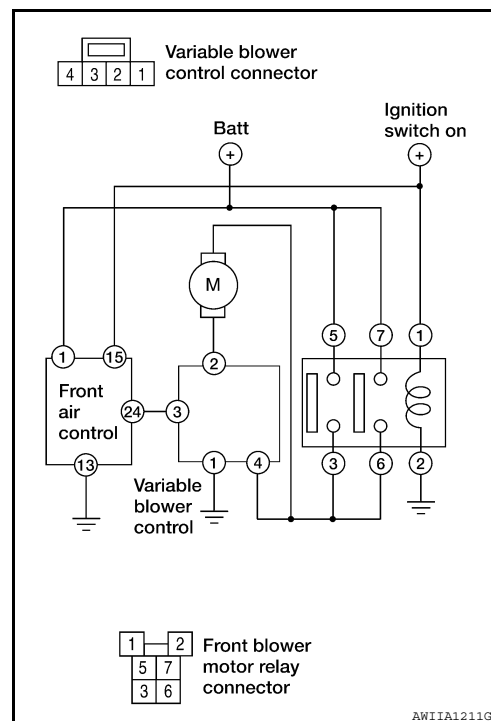 Variable blower
control connector
4 3 2 1
Batt
Ignition
switch on
+
+
M
5 7 1
1 15
2
Front
air
control
24 3
13
1 4
3 6 2
Variable
blower
control
1 2
5 7
3 6
Front blower
motor relay
connector
AWIIA1211G